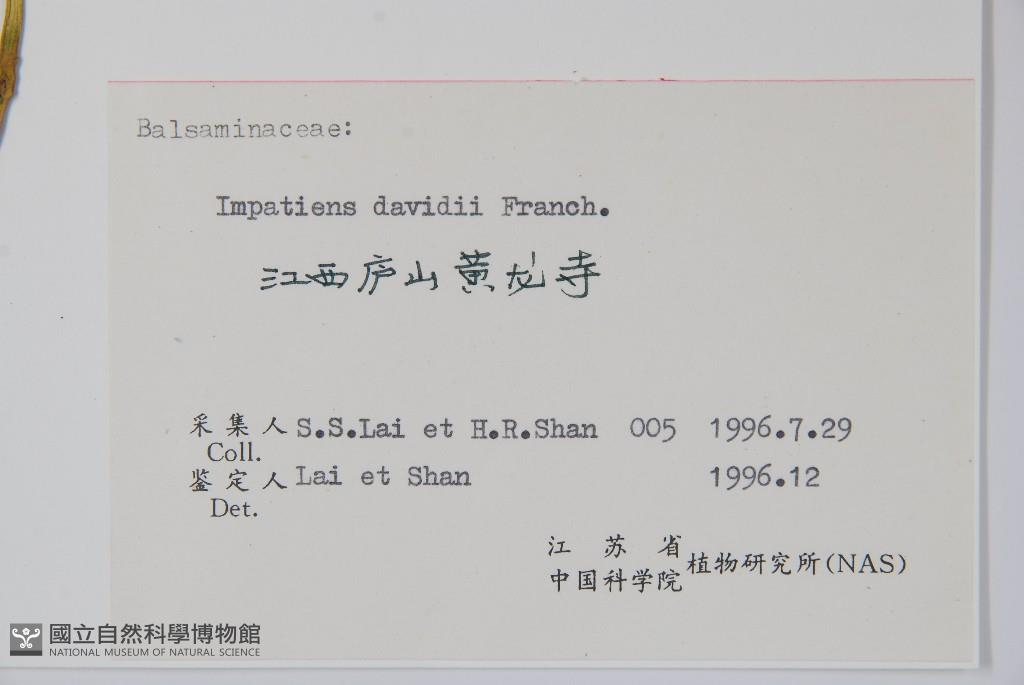 Balsaminaceae:
Impatiens davidii Franch.
江西庐山黄龙寺
采集人 S.S.Lai et H.R.Shan 005 1996.7.29
Coll.
鉴定人 Lai et Shan 1996.12
Det.
江苏省
中国科学院 植物研究所(NAS)
國立自然科學博物館
NATIONAL MUSEUM OF NATURAL SCIENCE